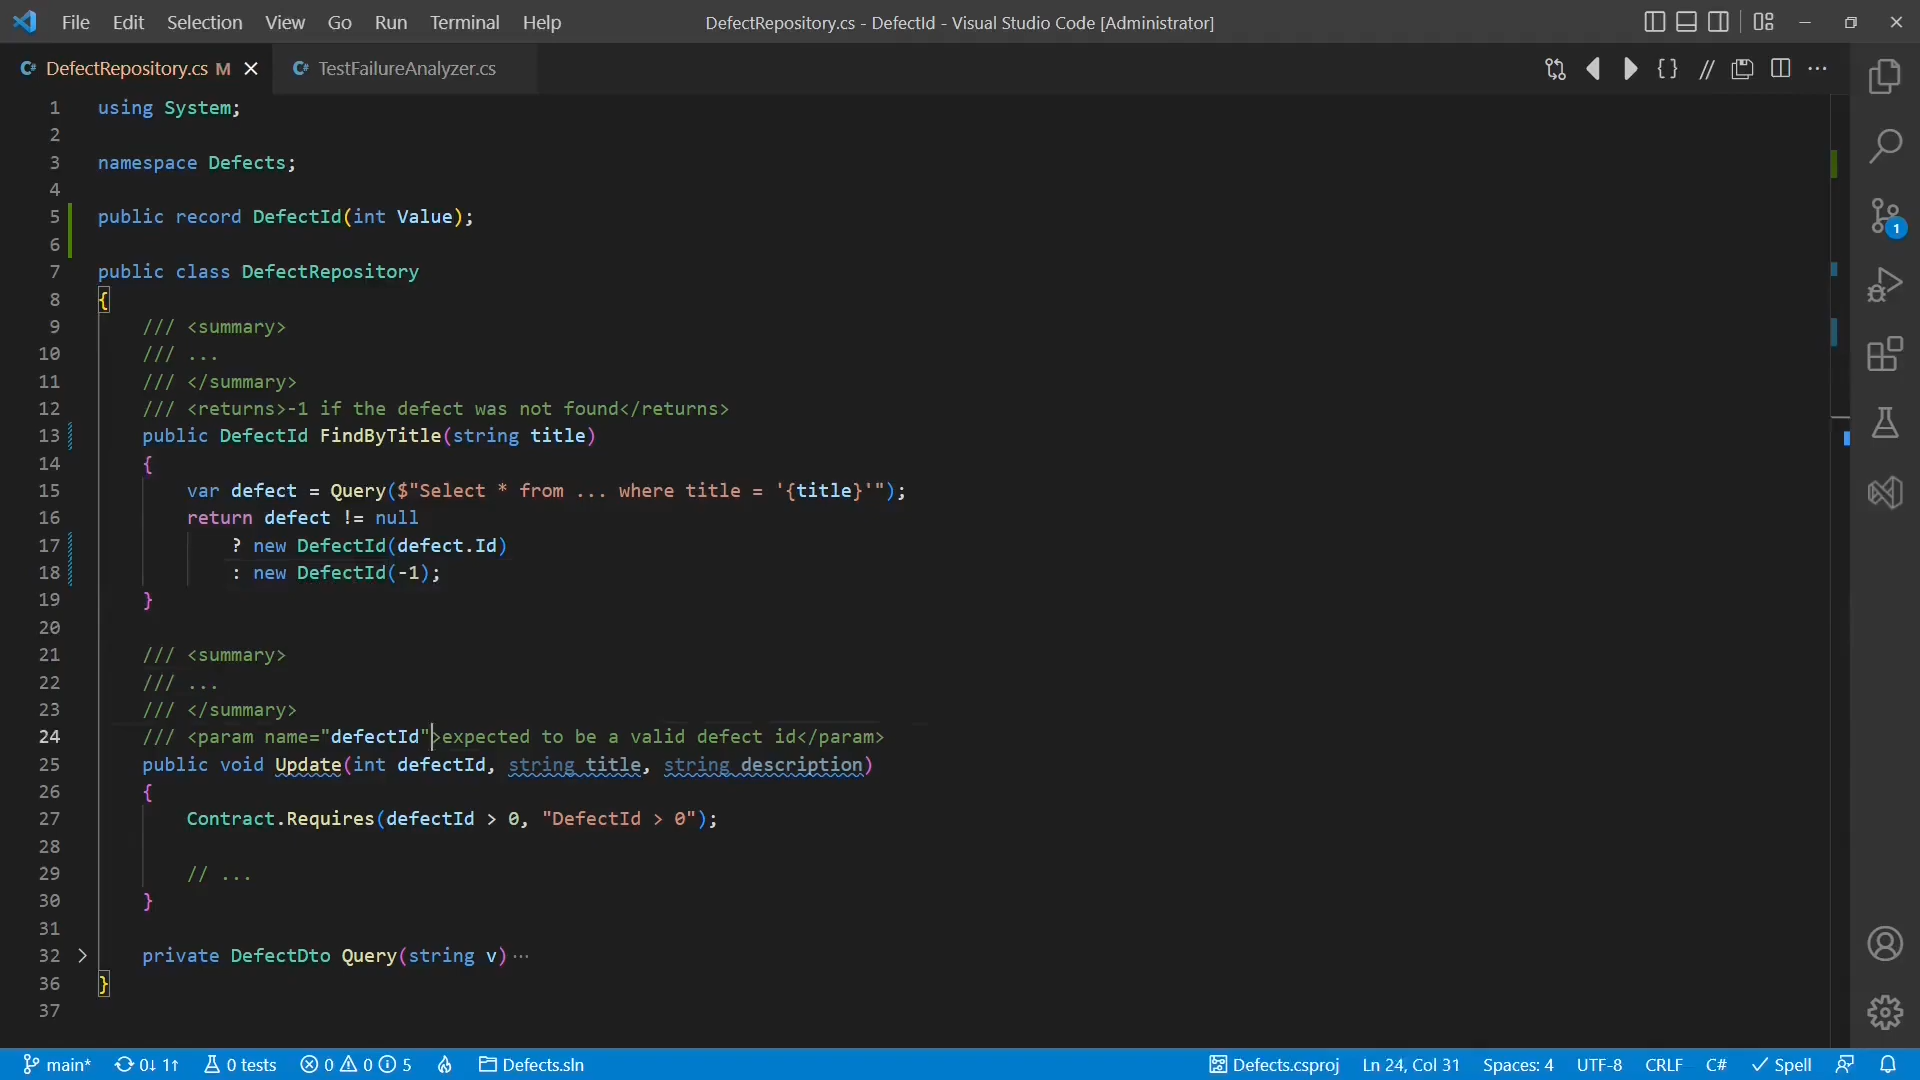 File Edit Selection View Go Run Terminal Help
DefectRepository.cs - DefectId - Visual Studio Code [Administrator]
DefectRepository.cs M
TestFailureAnalyzer.cs
1 using System;
2
3 namespace Defects;
4
5 public record DefectId(int Value);
6
7 public class DefectRepository
8 {
9 /// <summary>
10 /// ...
11 /// </summary>
12 /// <returns>-1 if the defect was not found</returns>
13 public DefectId FindByTitle(string title)
14 {
15 var defect = Query($"Select * from ... where title = '{title}'");
16 return defect != null
17 ? new DefectId(defect.Id)
18 : new DefectId(-1);
19 }
20
21 /// <summary>
22 /// ...
23 /// </summary>
24 /// <param name="defectId">expected to be a valid defect id</param>
25 public void Update(int defectId, string title, string description)
26 {
27 Contract.Requires(defectId > 0, "DefectId > 0");
28
29 // ...
30 }
31
32 private DefectDto Query(string v)...
36 }
37
1
main* 0↓ 1↑ 0 tests 0 0 5 Defects.sln
Defects.csproj Ln 24, Col 31 Spaces: 4 UTF-8 CRLF C# Spell